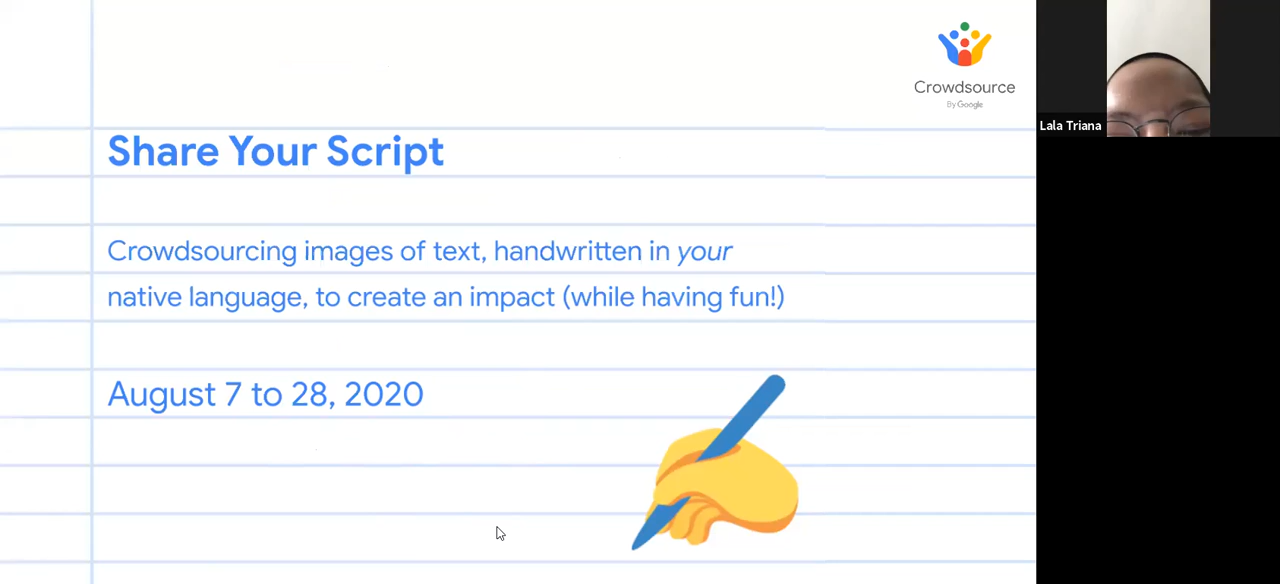 Crowdsource
By Google
Lala Triana
Share Your Script
Crowdsourcing images of text, handwritten in your
native language, to create an impact (while having fun!)
August 7 to 28, 2020